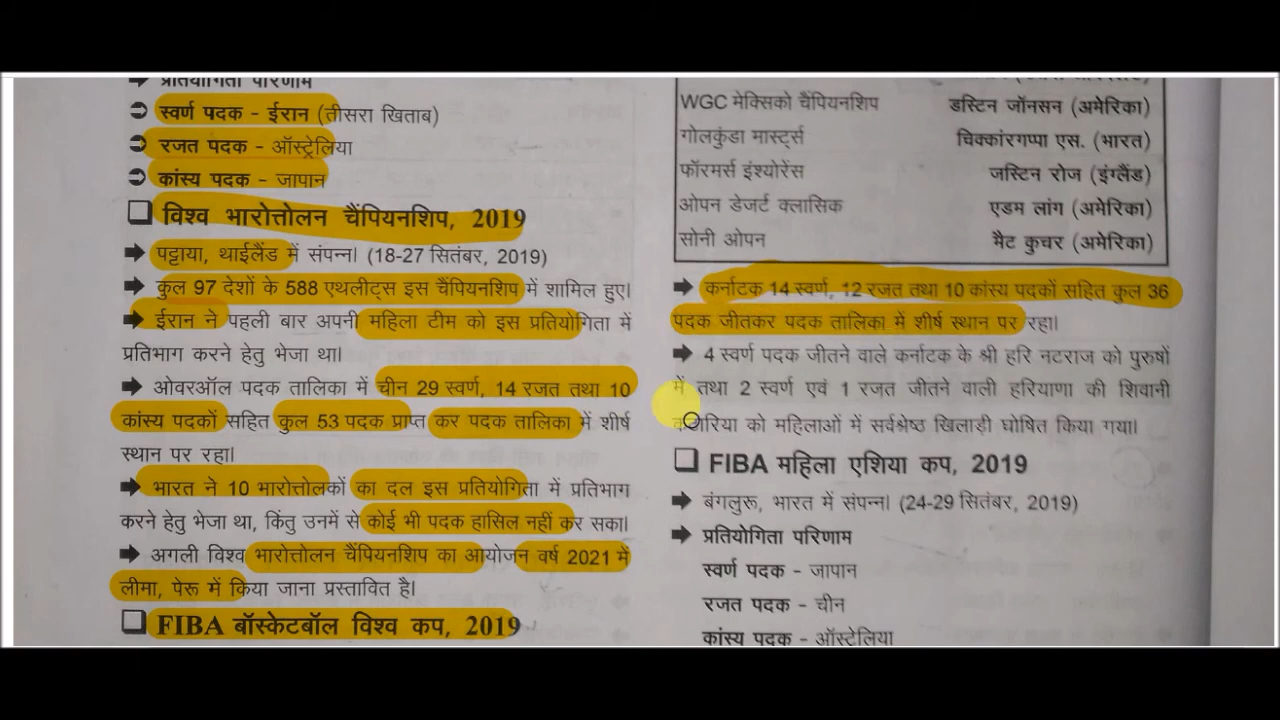 ➡ प्रतियोगिता परिणाम
➲ स्वर्ण पदक - ईरान (तीसरा खिताब)
➲ रजत पदक - ऑस्ट्रेलिया
➲ कांस्य पदक - जापान
❑ विश्व भारोत्तोलन चैंपियनशिप, 2019
➡ पट्टाया, थाईलैंड में संपन्न। (18-27 सितंबर, 2019)
➡ कुल 97 देशों के 588 एथलीट्स इस चैंपियनशिप में शामिल हुए।
➡ ईरान ने पहली बार अपनी महिला टीम को इस प्रतियोगिता में
प्रतिभाग करने हेतु भेजा था।
➡ ओवरऑल पदक तालिका में चीन 29 स्वर्ण, 14 रजत तथा 10
कांस्य पदकों सहित कुल 53 पदक प्राप्त कर पदक तालिका में शीर्ष
स्थान पर रहा।
➡ भारत ने 10 भारोत्तोलकों का दल इस प्रतियोगिता में प्रतिभाग
करने हेतु भेजा था, किंतु उनमें से कोई भी पदक हासिल नहीं कर सका।
➡ अगली विश्व भारोत्तोलन चैंपियनशिप का आयोजन वर्ष 2021 में
लीमा, पेरू में किया जाना प्रस्तावित है।
❑ FIBA बॉस्केटबॉल विश्व कप, 2019
WGC मेक्सिको चैंपियनशिप डस्टिन जॉनसन (अमेरिका)
गोलकुंडा मास्टर्स चिक्कारंगप्पा एस. (भारत)
फॉरमर्स इंश्योरेंस जस्टिन रोज (इंग्लैंड)
ओपन डेजर्ट क्लासिक एडम लांग (अमेरिका)
सोनी ओपन मैट कुचर (अमेरिका)
➡ कर्नाटक 14 स्वर्ण, 12 रजत तथा 10 कांस्य पदकों सहित कुल 36
पदक जीतकर पदक तालिका में शीर्ष स्थान पर रहा।
➡ 4 स्वर्ण पदक जीतने वाले कर्नाटक के श्री हरि नटराज को पुरुषों
में तथा 2 स्वर्ण एवं 1 रजत जीतने वाली हरियाणा की शिवानी
को महिलाओं में सर्वश्रेष्ठ खिलाड़ी घोषित किया गया।
❑ FIBA महिला एशिया कप, 2019
➡ बंगलुरू, भारत में संपन्न। (24-29 सितंबर, 2019)
➡ प्रतियोगिता परिणाम
स्वर्ण पदक - जापान
रजत पदक - चीन
कांस्य पदक - ऑस्टेलिया